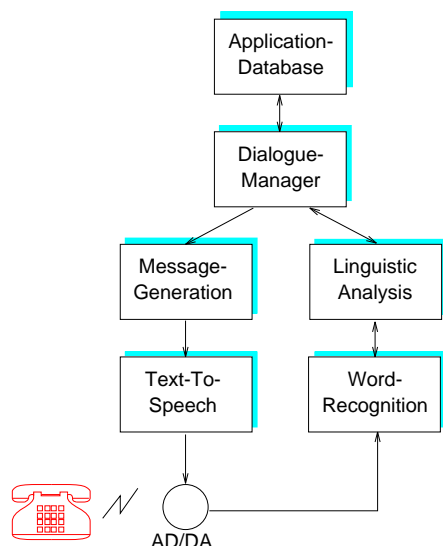 Application-
Database
Dialogue-
Manager
Message-
Generation
Linguistic
Analysis
Text-To-
Speech
Word-
Recognition
AD/DA